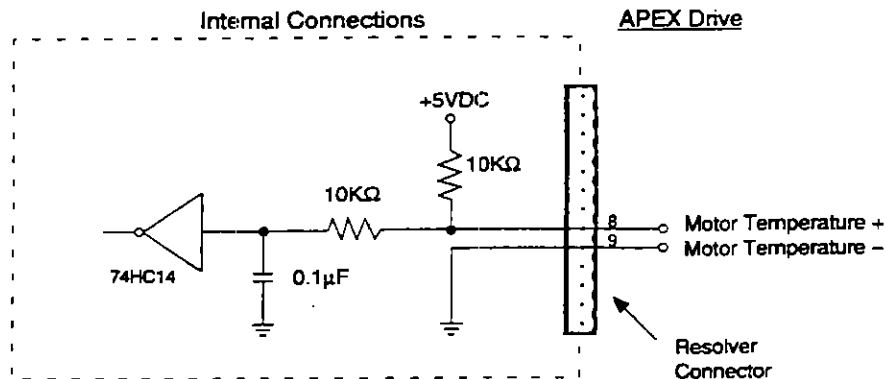 Internal Connections
APEX Drive
+5VDC
10KΩ
10KΩ
8
Motor Temperature +
9
Motor Temperature –
74HC14
0.1µF
Resolver
Connector